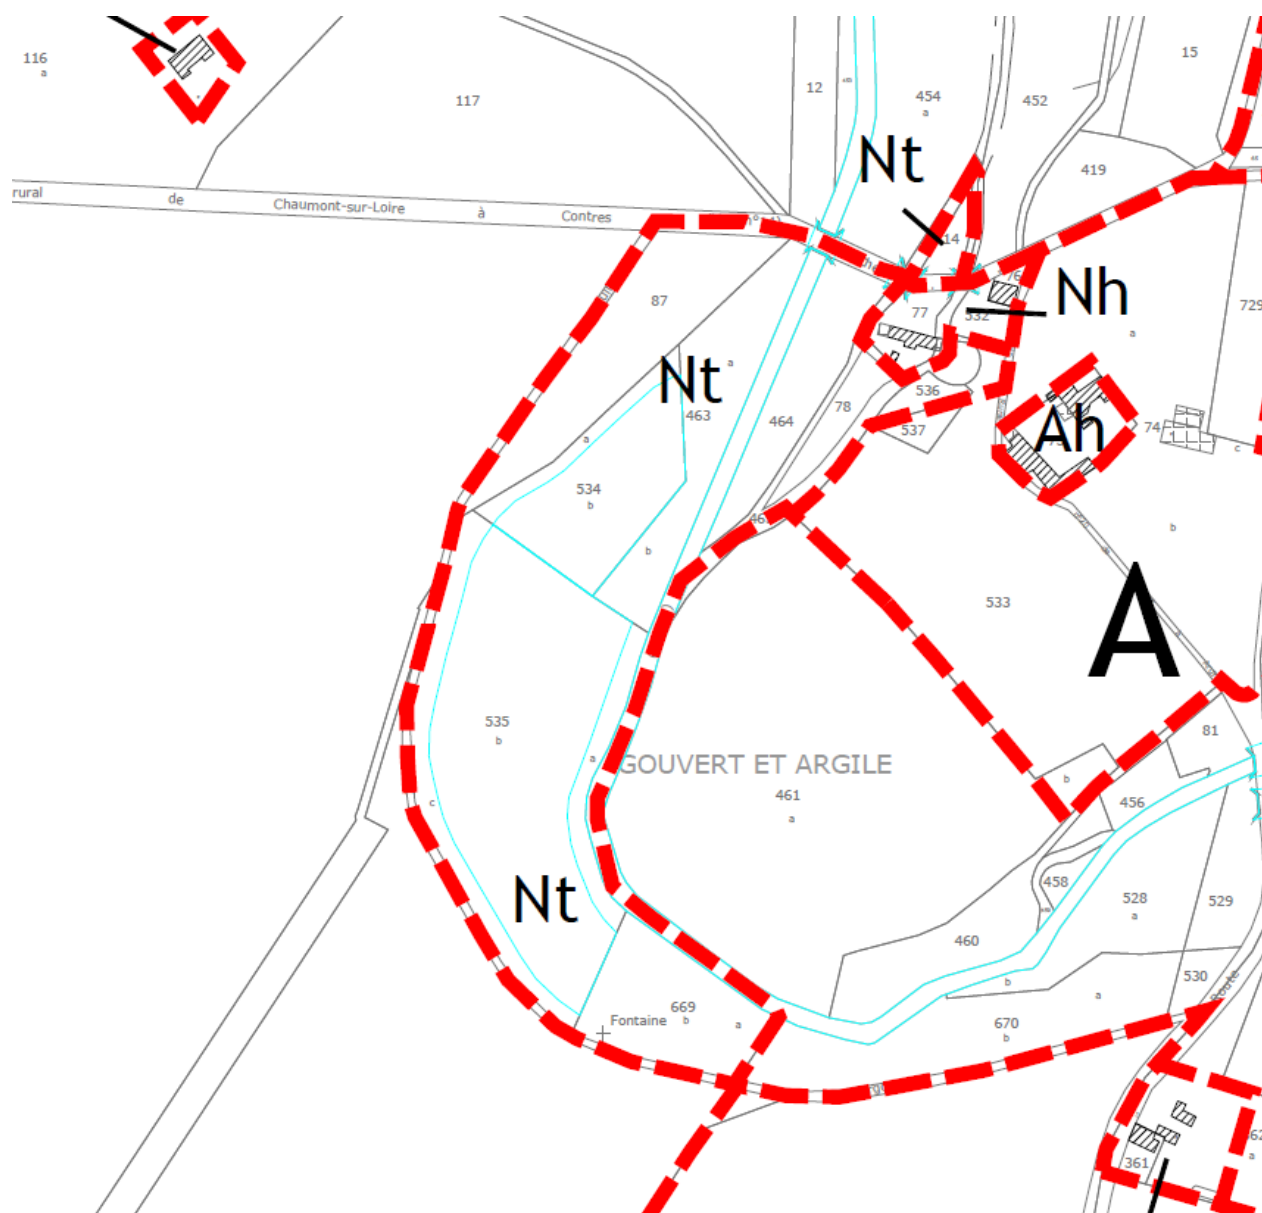 116
a
117
12
454
a
452
15
419
Nt
rural de Chaumont-sur-Loire à Contres
14
87
77
532
Nh
729
a
a
Nt
463
464
78
536
537
Ah
74
c
a
534
b
b
b
533
A
535
b
a
c
GOUVERT ET ARGILE
461
a
b
81
456
458
528
a
529
Nt
460
b
a
530
Route
669
b
a
Fontaine
670
b
361
a